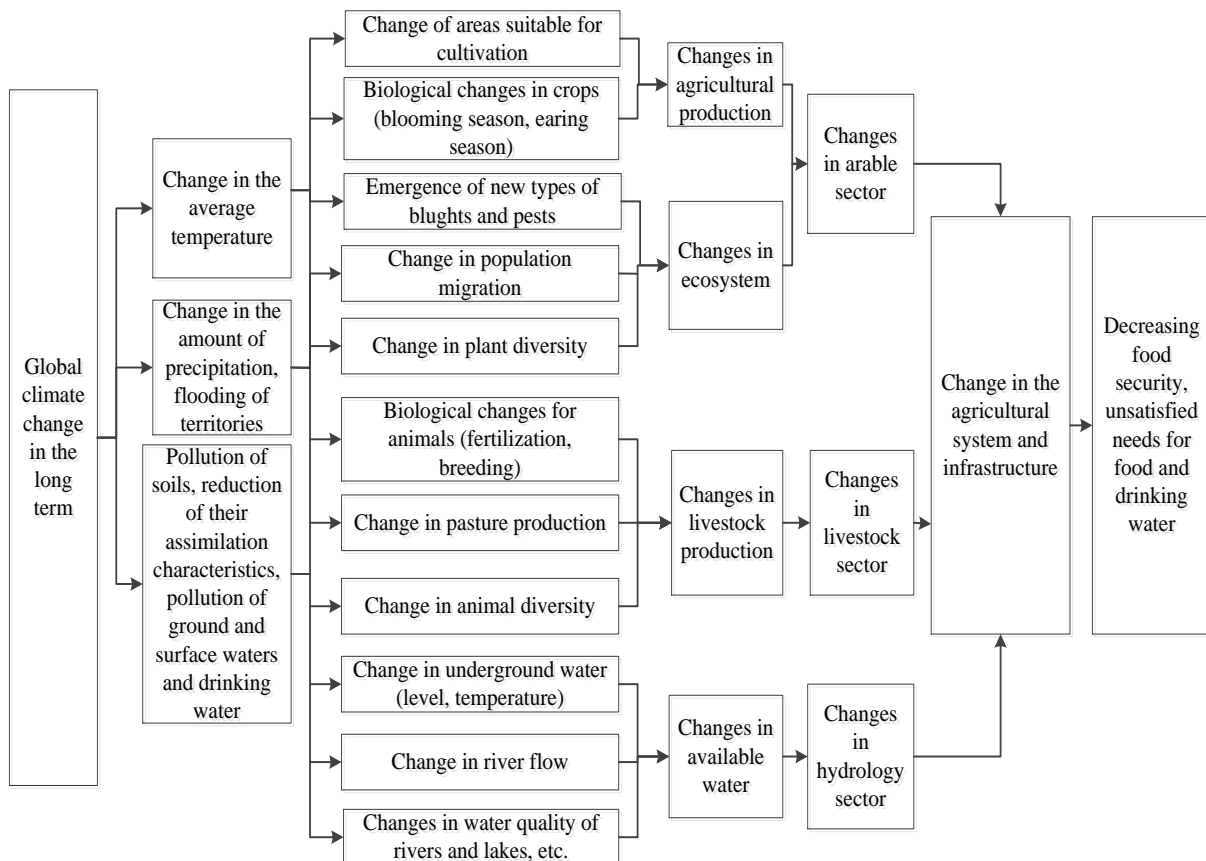 Global
climate
change
in the
long
term
Change in the
average
temperature
Change in the
amount of
precipitation,
flooding of
territories
Pollution of
soils, reduction
of their
assimilation
characteristics,
pollution of
ground and
surface waters
and drinking
water
Change of areas suitable for
cultivation
Biological changes in crops
(blooming season, earing
season)
Emergence of new types of
blughts and pests
Change in population
migration
Change in plant diversity
Biological changes for
animals (fertilization,
breeding)
Change in pasture production
Change in animal diversity
Change in underground water
(level, temperature)
Change in river flow
Changes in water quality of
rivers and lakes, etc.
Changes in
agricultural
production
Changes in
ecosystem
Changes in
livestock
production
Changes in
available
water
Changes
in arable
sector
Changes
in
livestock
sector
Changes
in
hydrology
sector
Change in the
agricultural
system and
infrastructure
Decreasing
food
security,
unsatisfied
needs for
food and
drinking
water